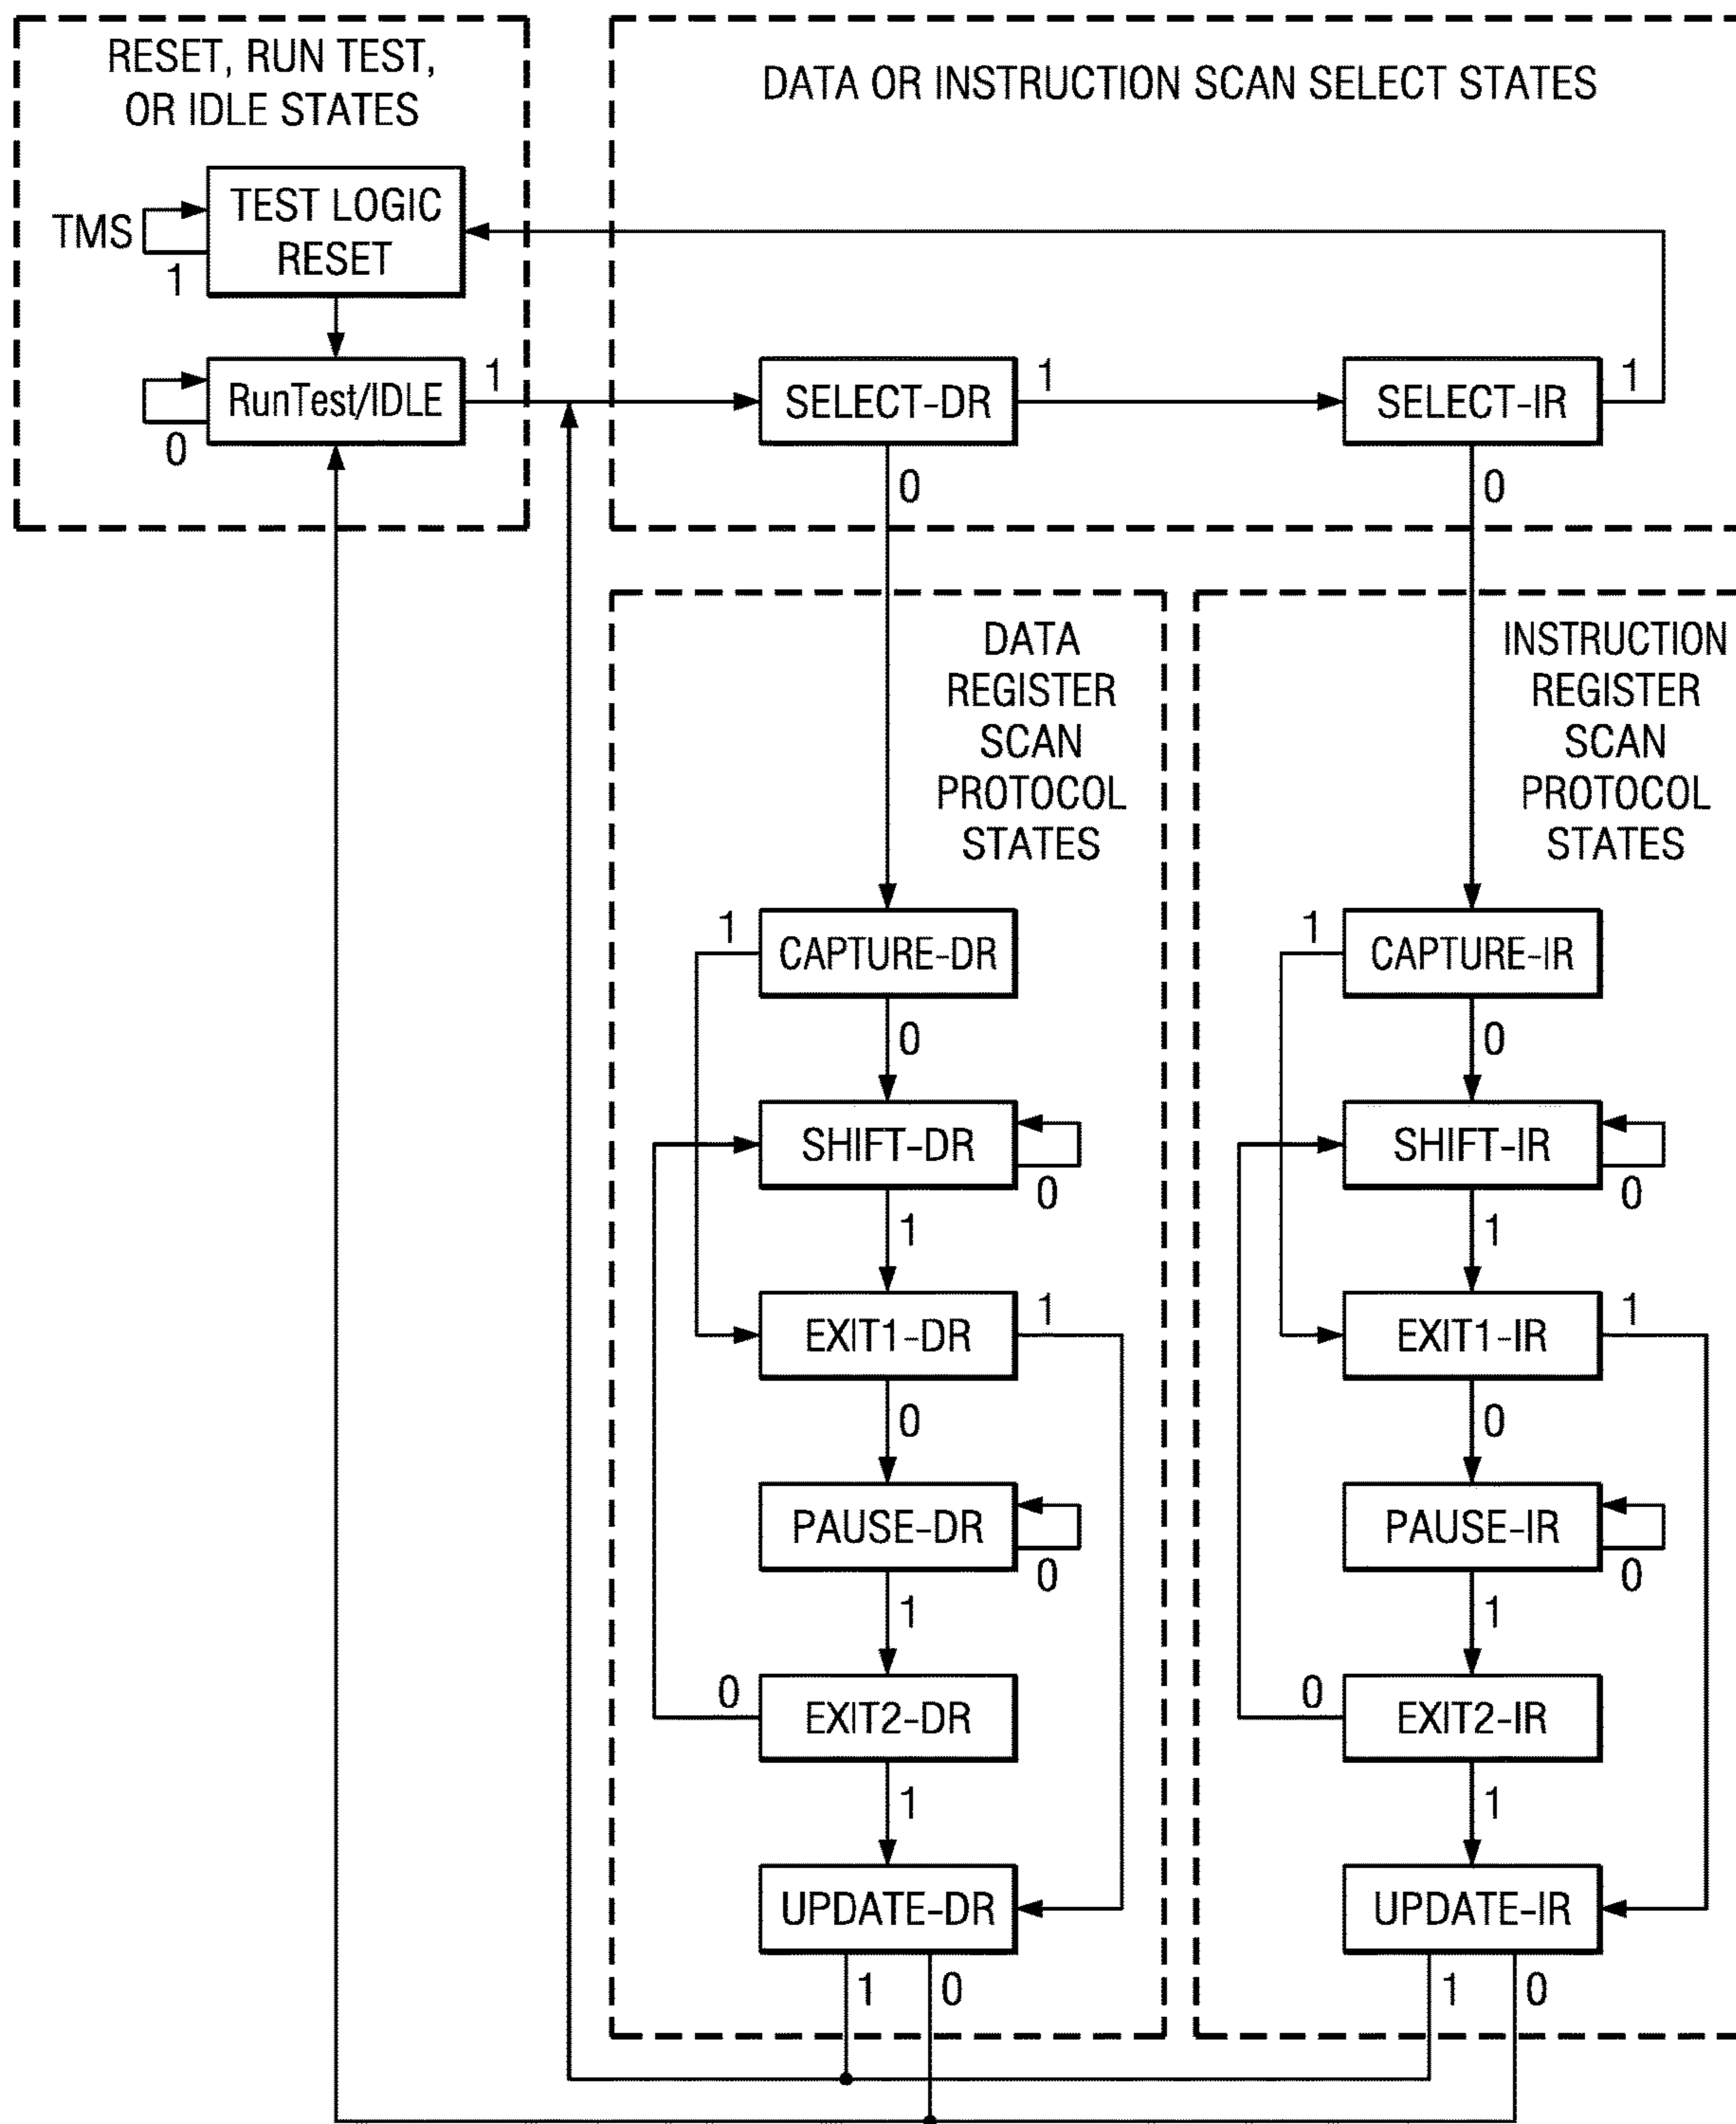 RESET, RUN TEST,
OR IDLE STATES
DATA OR INSTRUCTION SCAN SELECT STATES
TMS
TEST LOGIC
RESET
1
RunTest/IDLE
1
0
SELECT-DR
1
0
SELECT-IR
1
0
DATA
REGISTER
SCAN
PROTOCOL
STATES
1
CAPTURE-DR
0
SHIFT-DR
0
1
EXIT1-DR
1
0
PAUSE-DR
0
1
0
EXIT2-DR
1
UPDATE-DR
1
0
INSTRUCTION
REGISTER
SCAN
PROTOCOL
STATES
1
CAPTURE-IR
0
SHIFT-IR
0
1
EXIT1-IR
1
0
PAUSE-IR
0
1
0
EXIT2-IR
1
UPDATE-IR
1
0